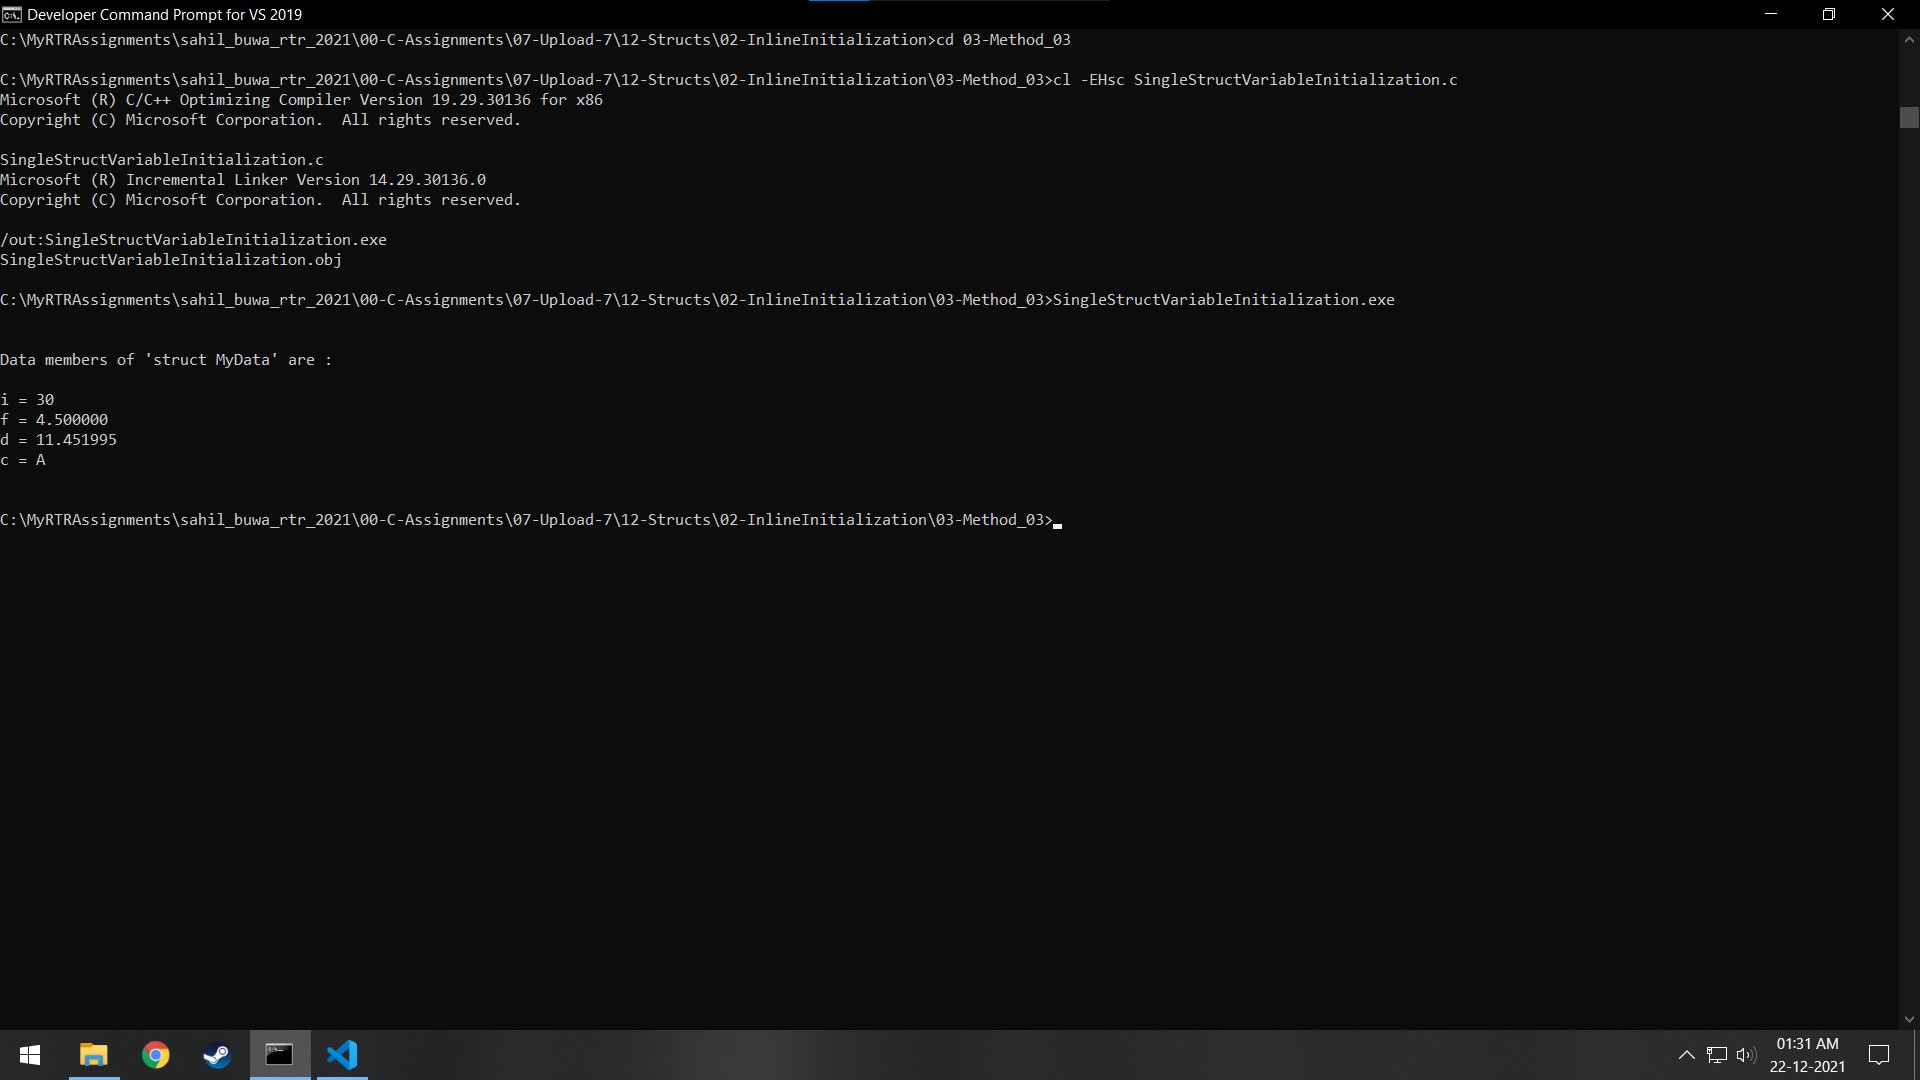 Developer Command Prompt for VS 2019
C:\MyRTRAssignments\sahil_buwa_rtr_2021\00-C-Assignments\07-Upload-7\12-Structs\02-InlineInitialization>cd 03-Method_03
C:\MyRTRAssignments\sahil_buwa_rtr_2021\00-C-Assignments\07-Upload-7\12-Structs\02-InlineInitialization\03-Method_03>cl -EHsc SingleStructVariableInitialization.c
Microsoft (R) C/C++ Optimizing Compiler Version 19.29.30136 for x86
Copyright (C) Microsoft Corporation.  All rights reserved.
SingleStructVariableInitialization.c
Microsoft (R) Incremental Linker Version 14.29.30136.0
Copyright (C) Microsoft Corporation.  All rights reserved.
/out:SingleStructVariableInitialization.exe
SingleStructVariableInitialization.obj
C:\MyRTRAssignments\sahil_buwa_rtr_2021\00-C-Assignments\07-Upload-7\12-Structs\02-InlineInitialization\03-Method_03>SingleStructVariableInitialization.exe
Data members of 'struct MyData' are :
i = 30
f = 4.500000
d = 11.451995
c = A
C:\MyRTRAssignments\sahil_buwa_rtr_2021\00-C-Assignments\07-Upload-7\12-Structs\02-InlineInitialization\03-Method_03>
01:31 AM
22-12-2021